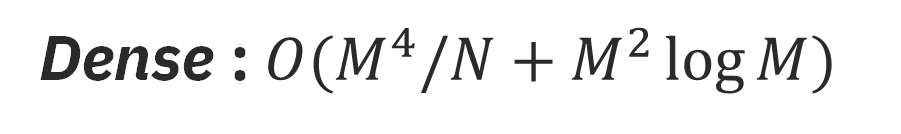 Dense : O(M⁴/N + M² log M)